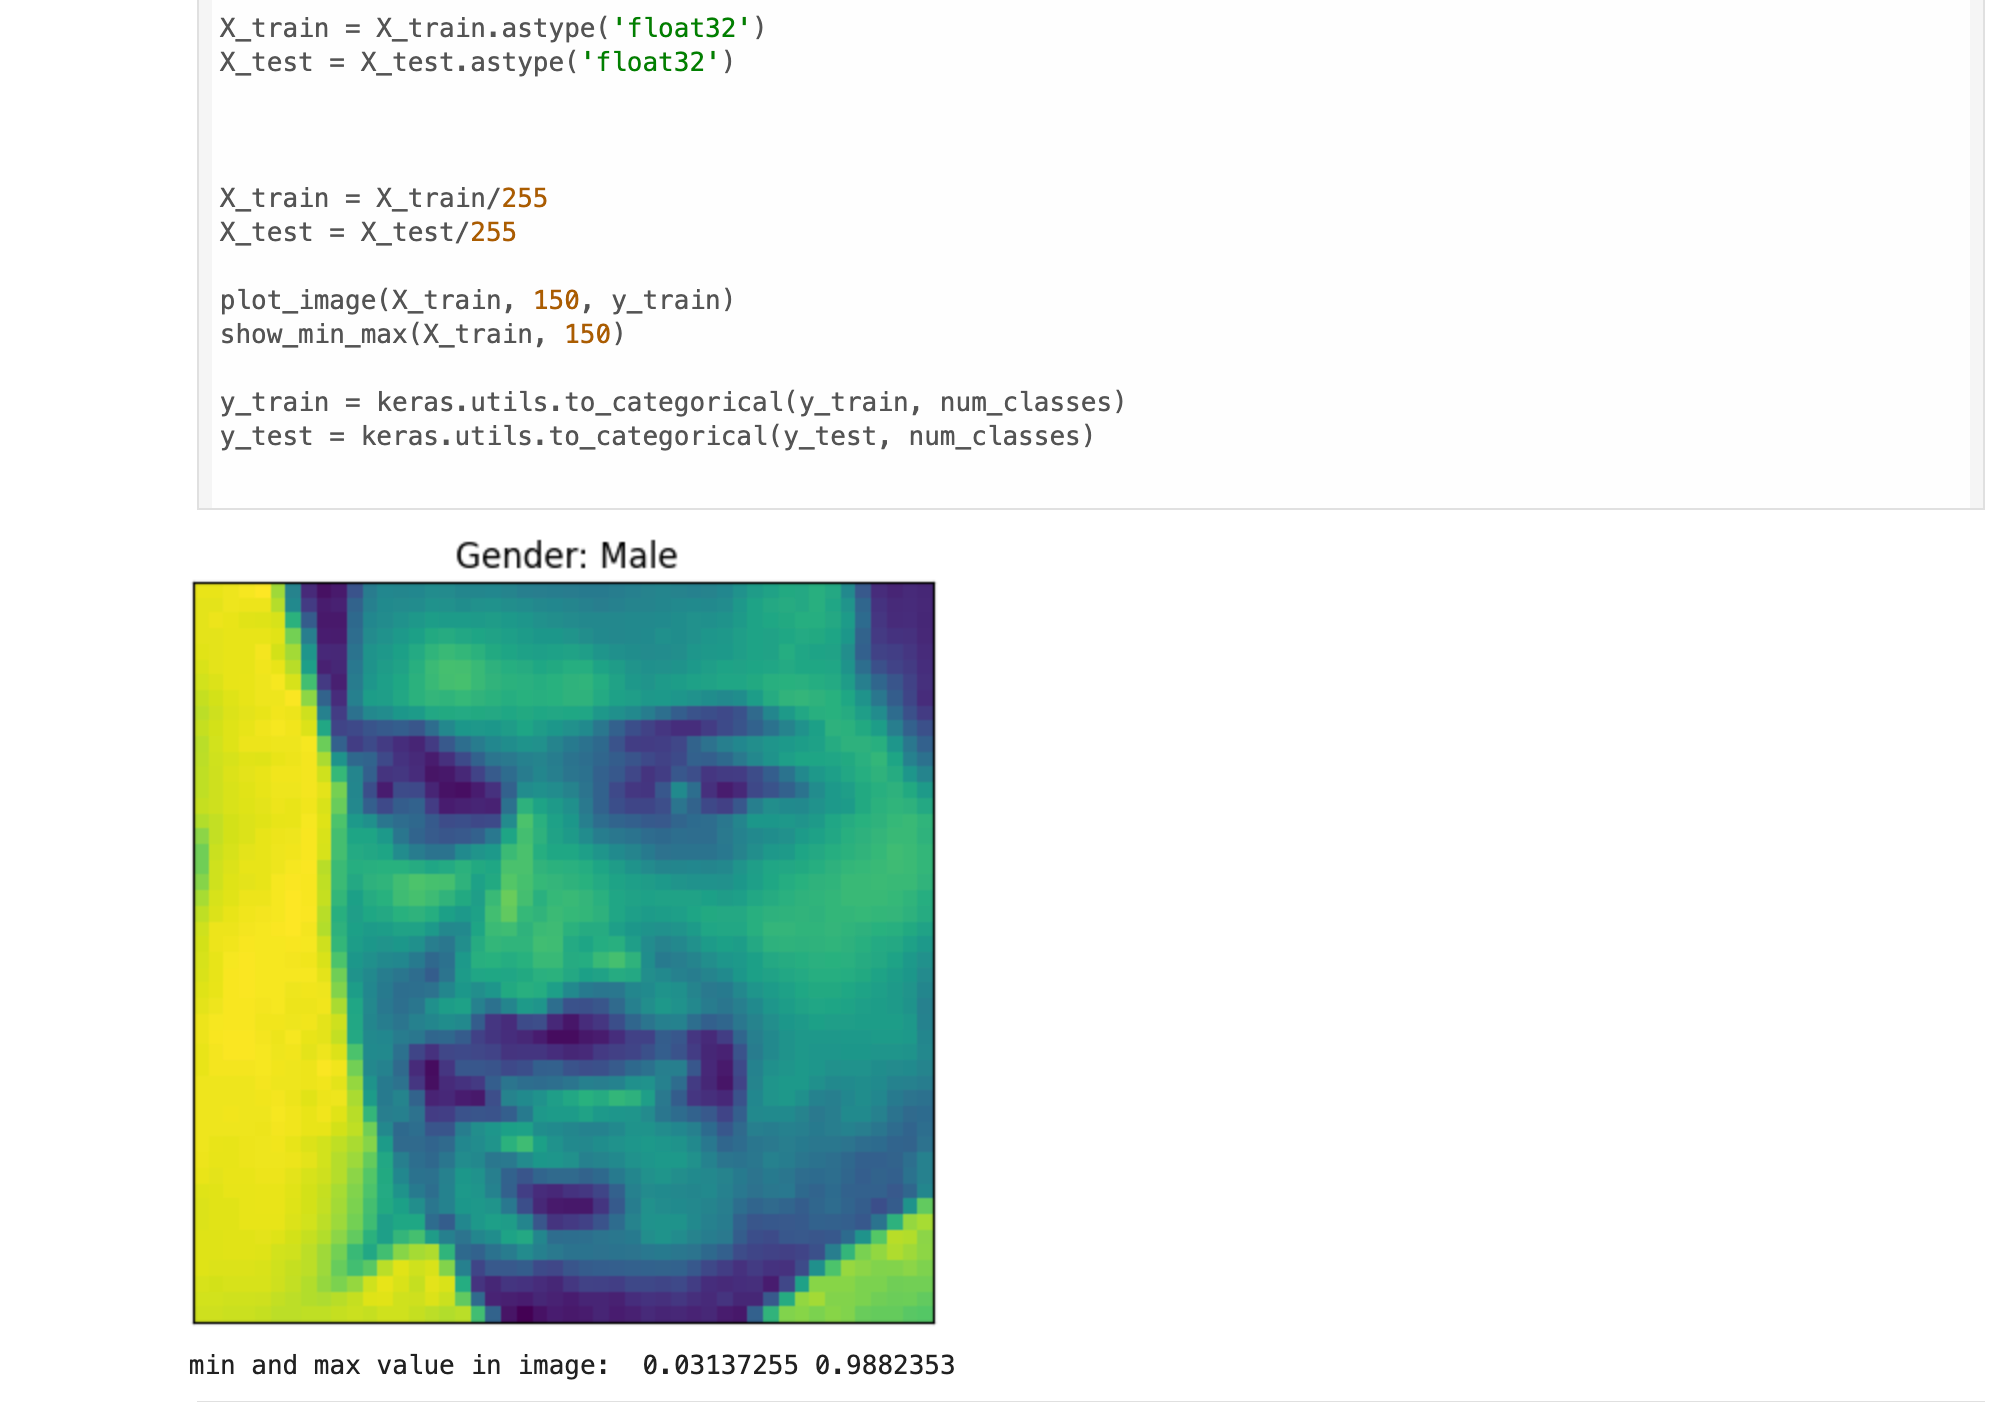 X_train = X_train.astype('float32')
X_test = X_test.astype('float32')
X_train = X_train/255
X_test = X_test/255
plot_image(X_train, 150, y_train)
show_min_max(X_train, 150)
y_train = keras.utils.to_categorical(y_train, num_classes)
y_test = keras.utils.to_categorical(y_test, num_classes)
Gender: Male
min and max value in image:  0.03137255 0.9882353